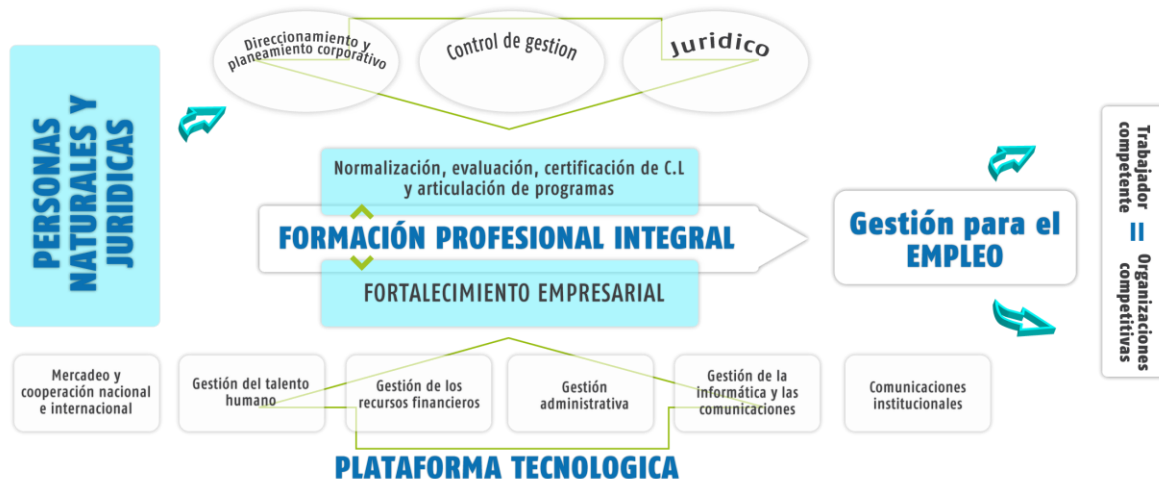 Direccionamiento y
planeamiento corporativo
Control de gestion
Juridico
PERSONAS
NATURALES Y
JURIDICAS
Normalización, evaluación, certificación de C.L
y articulación de programas
FORMACIÓN PROFESIONAL INTEGRAL
FORTALECIMIENTO EMPRESARIAL
Gestión para el
EMPLEO
Trabajador
competente
=
Organizaciones
competitivas
Mercadeo y
cooperación nacional
e internacional
Gestión del talento
humano
Gestión de los
recursos financieros
Gestión
administrativa
Gestión de la
informática y las
comunicaciones
Comunicaciones
institucionales
PLATAFORMA TECNOLOGICA